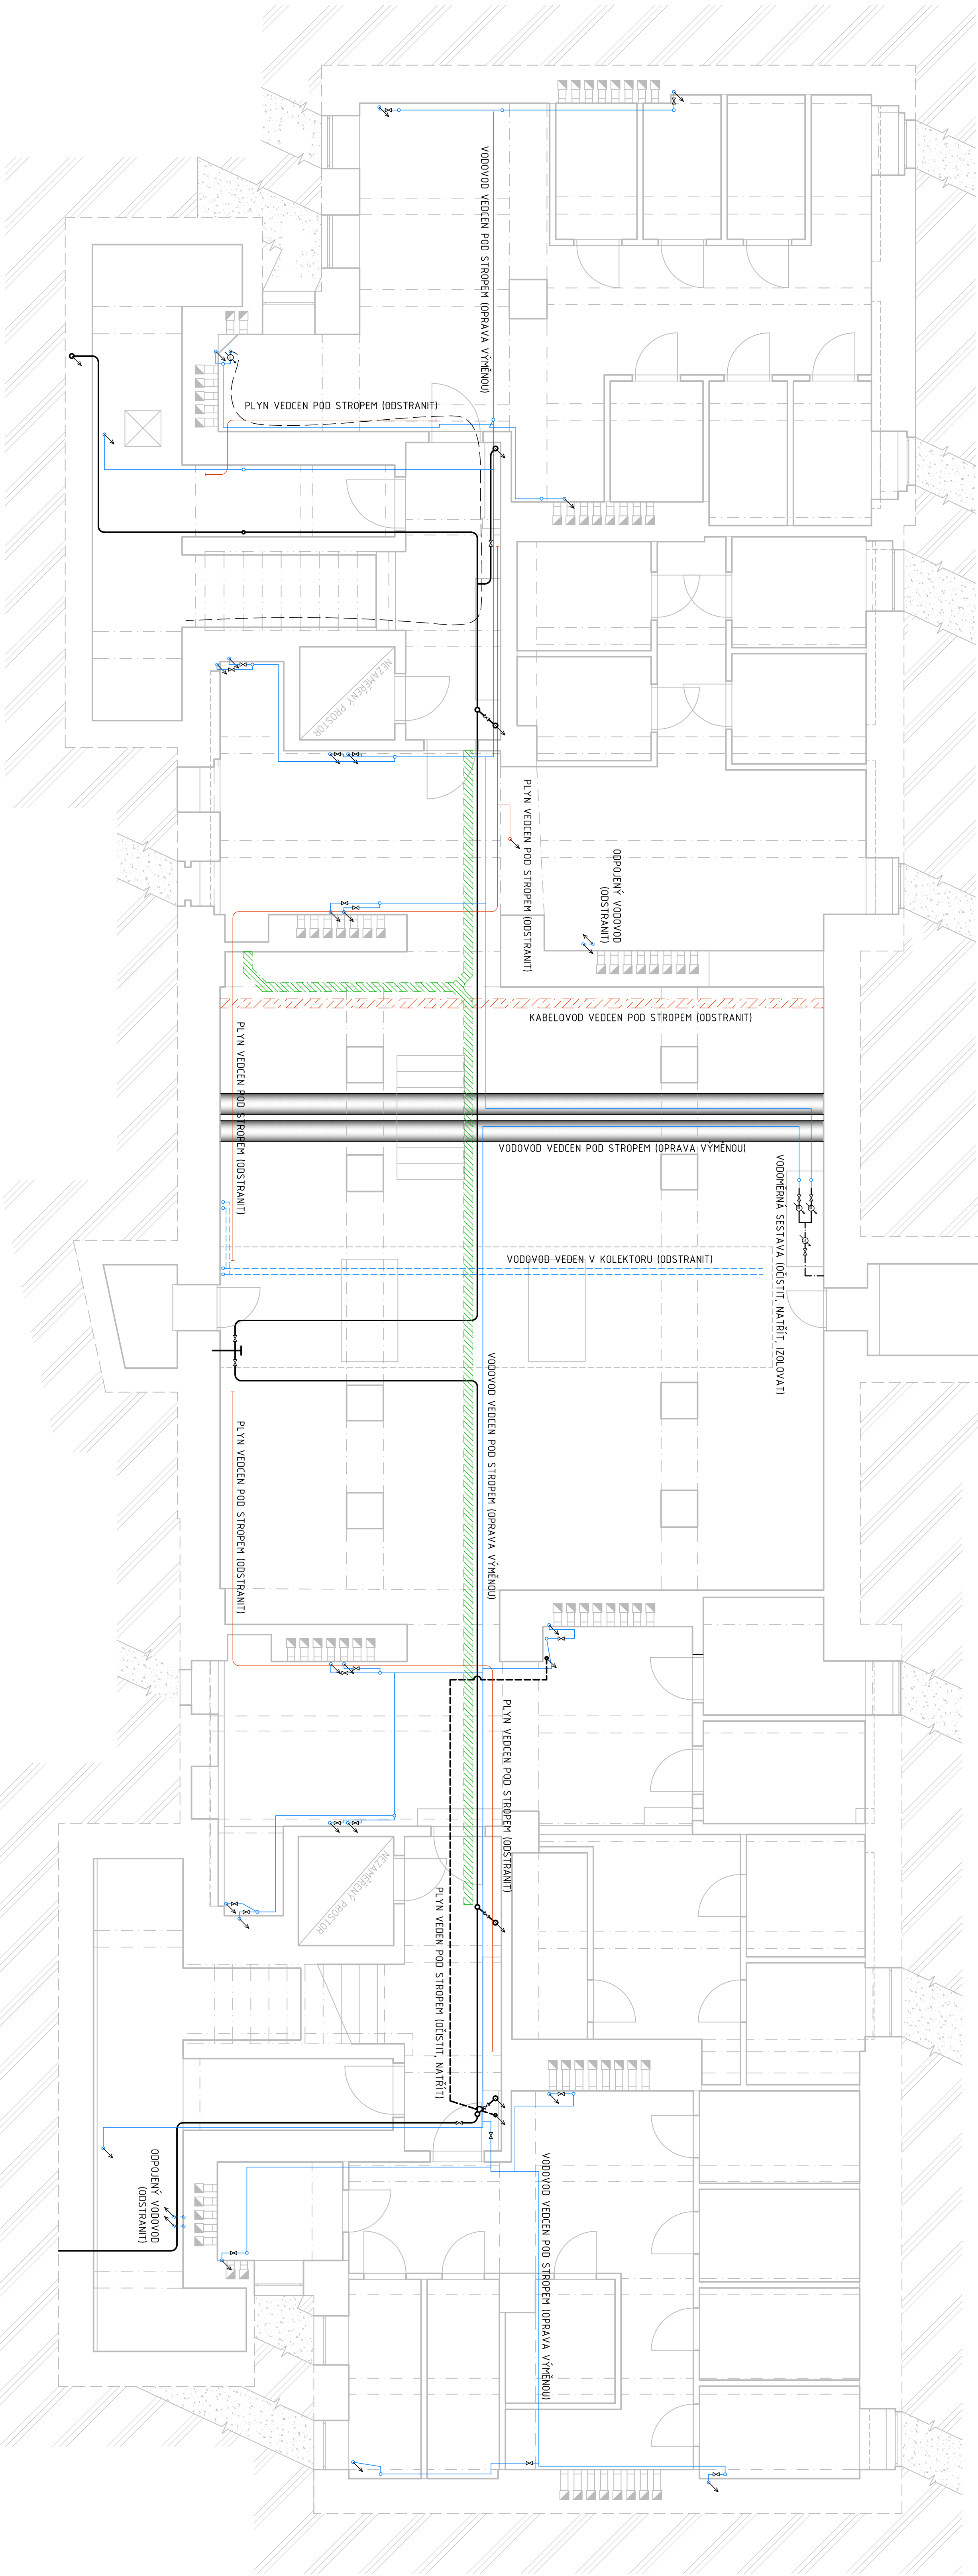 VODOVOD VEDCEN POD STROPEM (OPRAVA VÝMĚNOU)
PLYN VEDCEN POD STROPEM (ODSTRANIT)
NEZAMĚŘENÝ PROSTOR
PLYN VEDCEN POD STROPEM (ODSTRANIT)
ODPOJENÝ VODOVOD
(ODSTRANIT)
KABELOVOD VEDCEN POD STROPEM (ODSTRANIT)
PLYN VEDCEN POD STROPEM (ODSTRANIT)
VODOVOD VEDCEN POD STROPEM (OPRAVA VÝMĚNOU)
VODOMĚRNÁ SESTAVA (OČISTIT, NATŘÍT, IZOLOVAT)
VODOVOD VEDEN V KOLEKTORU (ODSTRANIT)
VODOVOD VEDCEN POD STROPEM (OPRAVA VÝMĚNOU)
PLYN VEDCEN POD STROPEM (ODSTRANIT)
PLYN VEDCEN POD STROPEM (ODSTRANIT)
NEZAMĚŘENÝ PROSTOR
PLYN VEDEN POD STROPEM (OČISTIT, NATŘÍT)
ODPOJENÝ VODOVOD
(ODSTRANIT)
VODOVOD VEDCEN POD STROPEM (OPRAVA VÝMĚNOU)